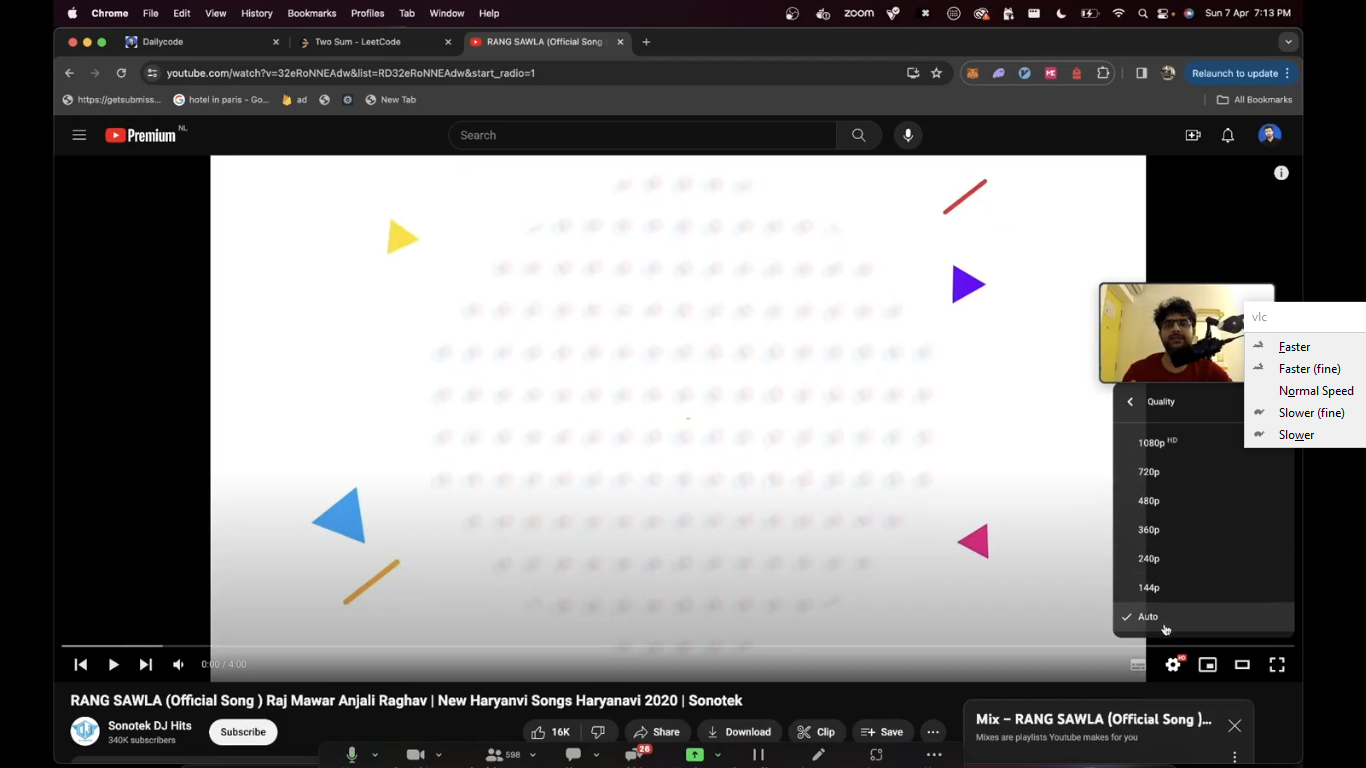 Chrome File Edit View History Bookmarks Profiles Tab Window Help zoom Sun 7 Apr 7:13 PM
Dailycode Two Sum - LeetCode RANG SAWLA (Official Song
youtube.com/watch?v=32eRoNNEAdw&list=RD32eRoNNEAdw&start_radio=1 Relaunch to update
https://getsubmiss... hotel in paris - Go... ad New Tab All Bookmarks
Premium NL Search
vlc
Faster
Faster (fine)
Normal Speed
Slower (fine)
Slower
Quality
1080p HD
720p
480p
360p
240p
144p
Auto
0:00 / 4:00 HD
RANG SAWLA (Official Song ) Raj Mawar Anjali Raghav | New Haryanvi Songs Haryanavi 2020 | Sonotek
Sonotek DJ Hits
340K subscribers
Subscribe 16K Share Download Clip Save
Mix – RANG SAWLA (Official Song )...
Mixes are playlists Youtube makes for you
598 26